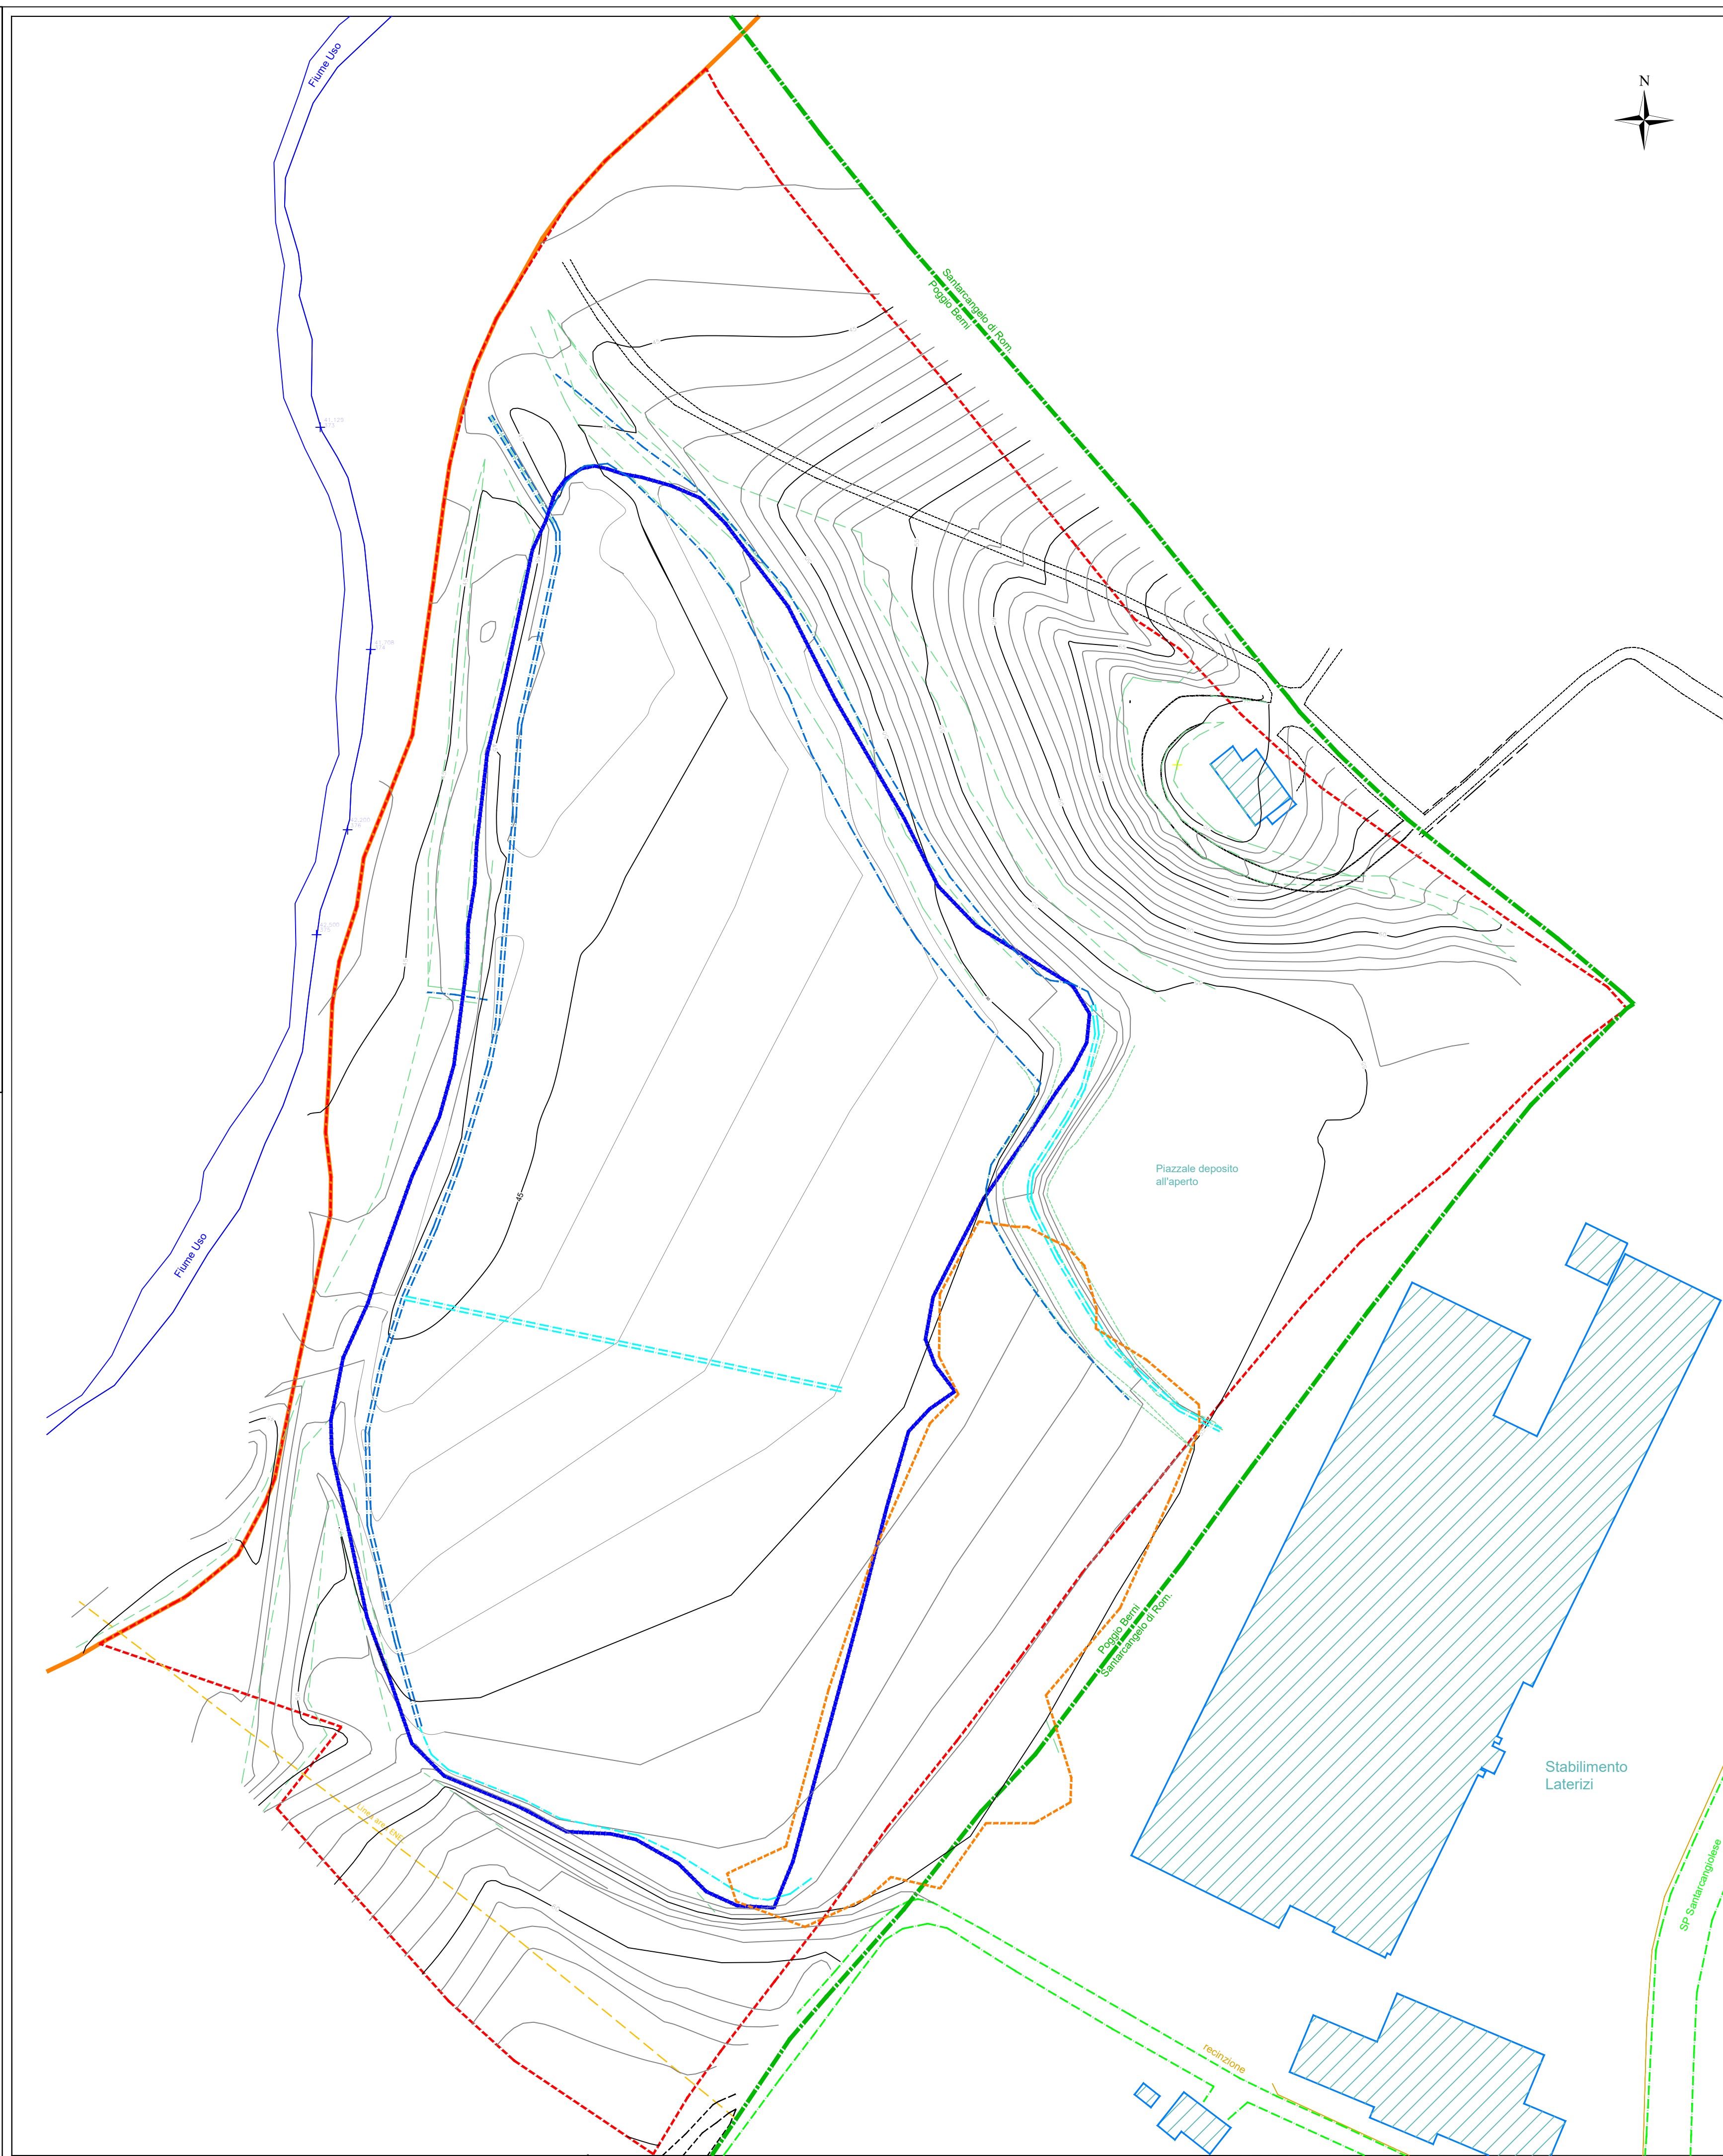 Fiume Uso
N
Santarcangelo di Rom.
Poggio Berni
45
Piazzale deposito
all'aperto
Fiume Uso
Poggio Berni
Santarcangelo di Rom.
Stabilimento
Laterizi
SP Santarcangiolese
recinzione